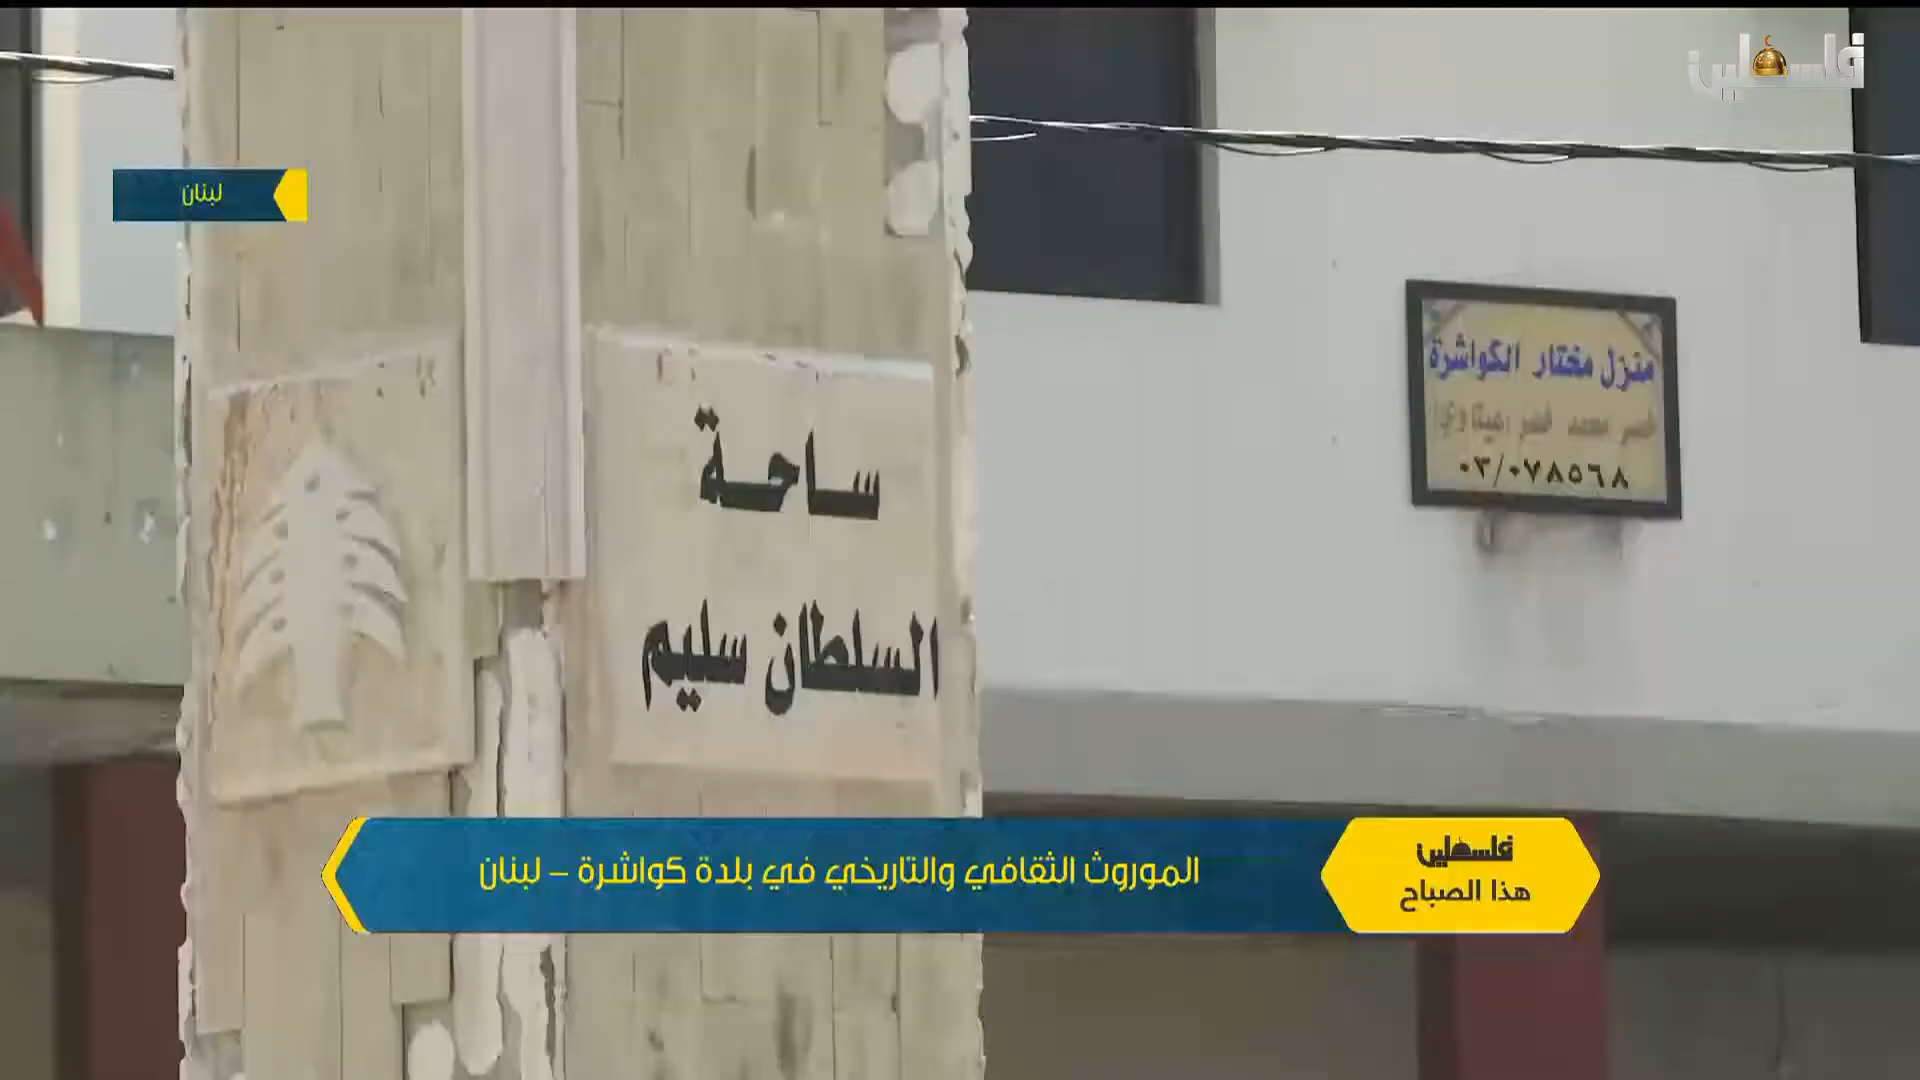 فلسطين
لبنان
منزل مختار الكواشرة
محمد
٠٣/٠٧٨٥٦٨
ساحة
السلطان سليم
فلسطين
هذا الصباح
الموروث الثقافي والتاريخي في بلدة كواشرة – لبنان